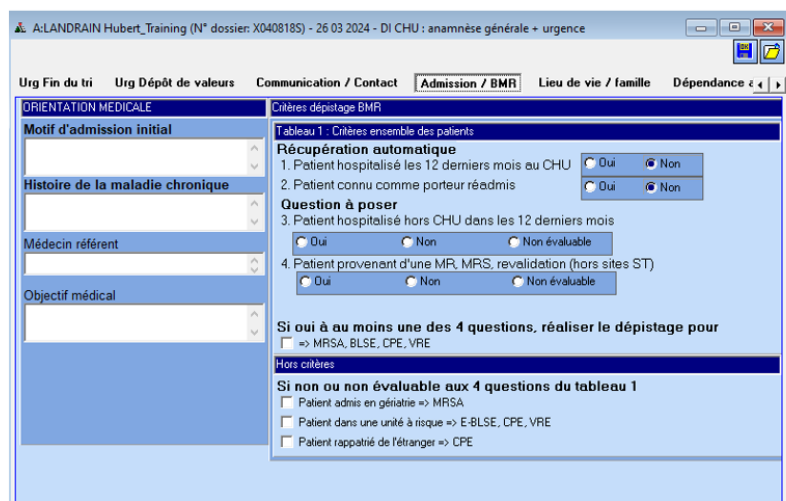 A:LANDRAIN Hubert_Training (N° dossier: X040818S) - 26 03 2024 - DI CHU : anamnèse générale + urgence
Urg Fin du tri Urg Dépôt de valeurs Communication / Contact Admission / BMR Lieu de vie / famille Dépendance a
ORIENTATION MEDICALE
Motif d'admission initial
Histoire de la maladie chronique
Médecin référent
Objectif médical
Critères dépistage BMR
Tableau 1 : Critères ensemble des patients
Récupération automatique
1. Patient hospitalisé les 12 derniers mois au CHU Oui Non
2. Patient connu comme porteur réadmis Oui Non
Question à poser
3. Patient hospitalisé hors CHU dans les 12 derniers mois
Oui Non Non évaluable
4. Patient provenant d'une MR, MRS, revalidation (hors sites ST)
Oui Non Non évaluable
Si oui à au moins une des 4 questions, réaliser le dépistage pour
=> MRSA, BLSE, CPE, VRE
Hors critères
Si non ou non évaluable aux 4 questions du tableau 1
Patient admis en gériatrie => MRSA
Patient dans une unité à risque => E-BLSE, CPE, VRE
Patient rappatrié de l'étranger => CPE